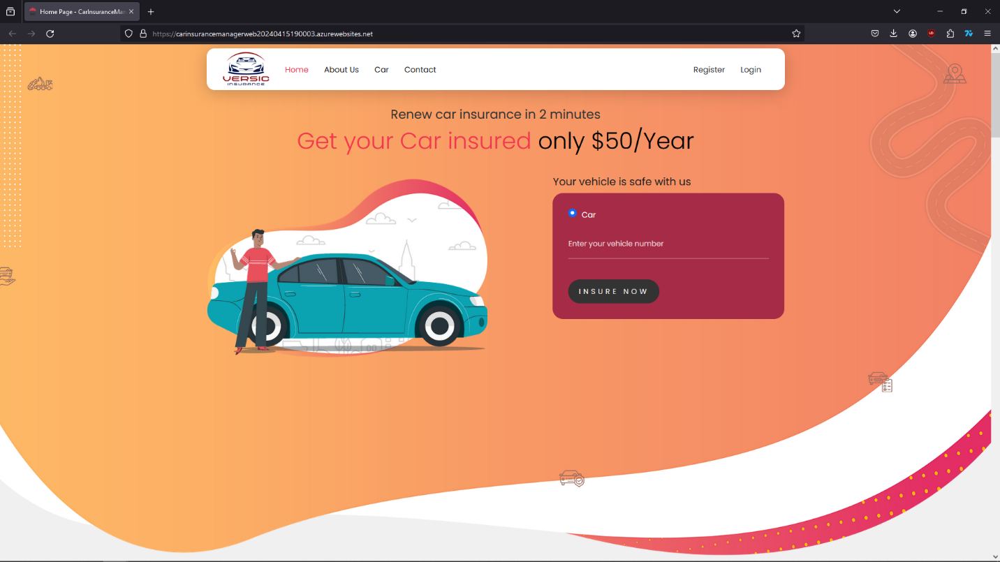 Home Page - CarInsuranceMan
https://carinsurancemanagerweb20240415190003.azurewebsites.net
VERSIC
INSURANCE
Home About Us Car Contact Register Login
Renew car insurance in 2 minutes
Get your Car insured only $50/Year
Your vehicle is safe with us
Car
Enter your vehicle number
INSURE NOW